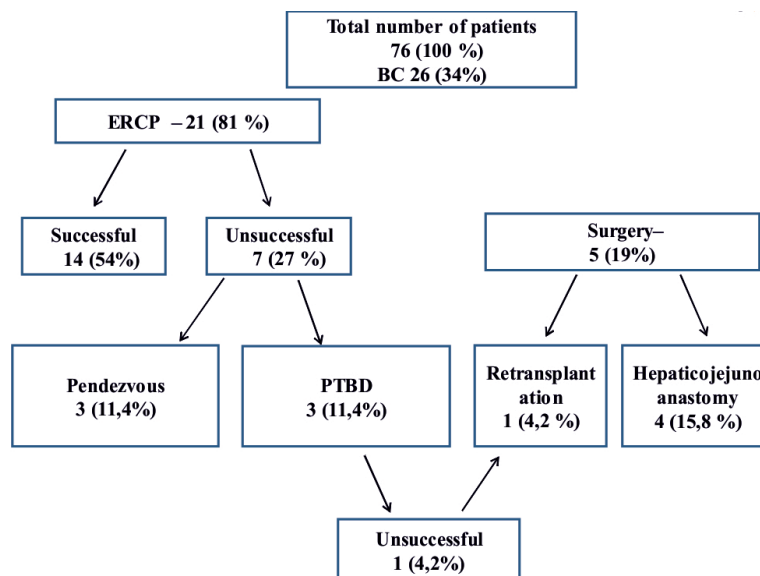 Total number of patients
76 (100 %)
BC 26 (34%)
ERCP – 21 (81 %)
Successful
14 (54%)
Unsuccessful
7 (27 %)
Surgery–
5 (19%)
Pendezvous
3 (11,4%)
PTBD
3 (11,4%)
Retransplant
ation
1 (4,2 %)
Hepaticojejuno
anastomy
4 (15,8 %)
Unsuccessful
1 (4,2%)